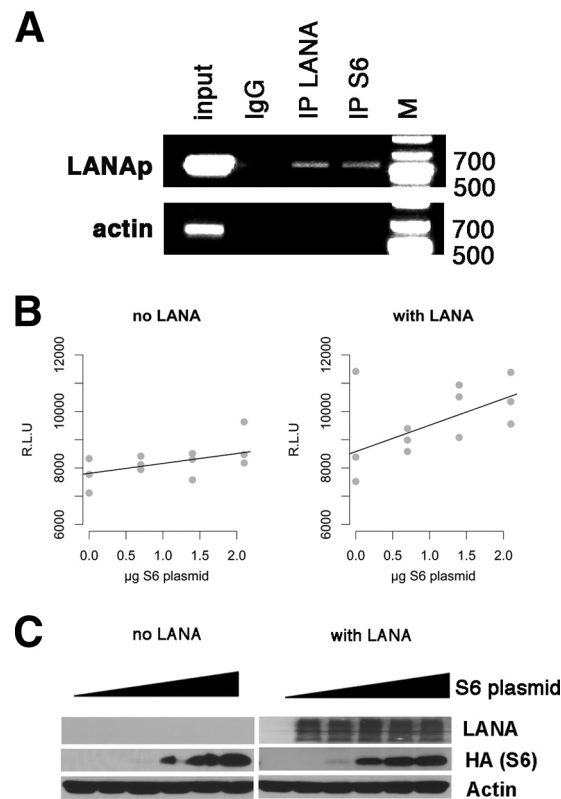 A
input
IgG
IP LANA
IP S6
M
LANAp
700
500
actin
700
500
B
no LANA
with LANA
R.L.U
6000
8000
10000
12000
0.0 0.5 1.0 1.5 2.0
µg S6 plasmid
R.L.U
6000
8000
10000
12000
0.0 0.5 1.0 1.5 2.0
µg S6 plasmid
C
no LANA
with LANA
S6 plasmid
LANA
HA (S6)
Actin